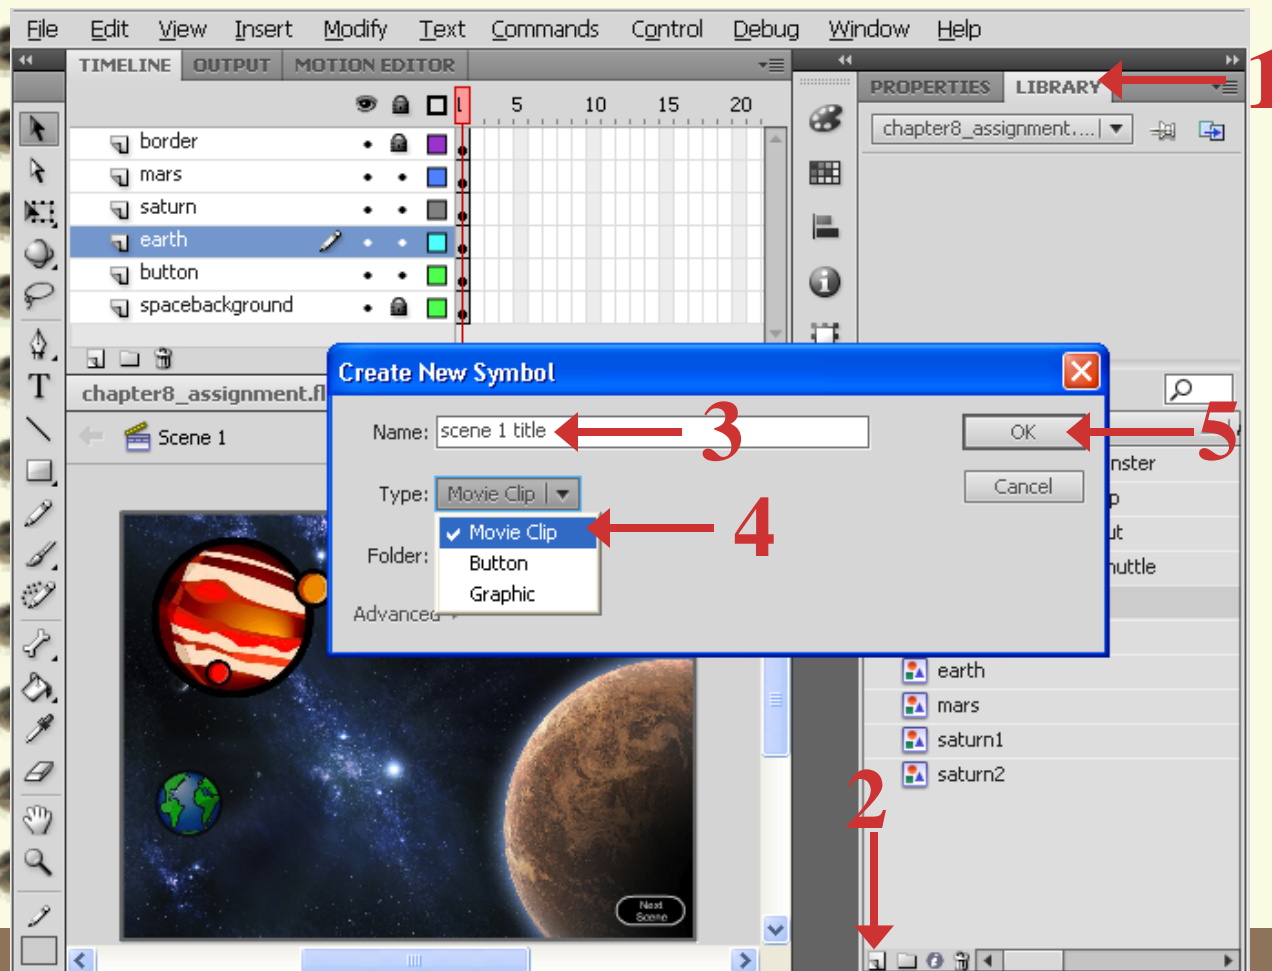 File Edit View Insert Modify Text Commands Control Debug Window Help
TIMELINE OUTPUT MOTION EDITOR
PROPERTIES LIBRARY 1
1 5 10 15 20
chapter8_assignment....
border
mars
saturn
earth
button
spacebackground
chapter8_assignment.fl
Scene 1
Create New Symbol
Name: scene 1 title 3
OK 5
Type: Movie Clip
Cancel
Movie Clip 4
Button
Graphic
Folder:
Advanced
nster
p
ut
huttle
earth
mars
saturn1
saturn2
2
Next
Scene
T